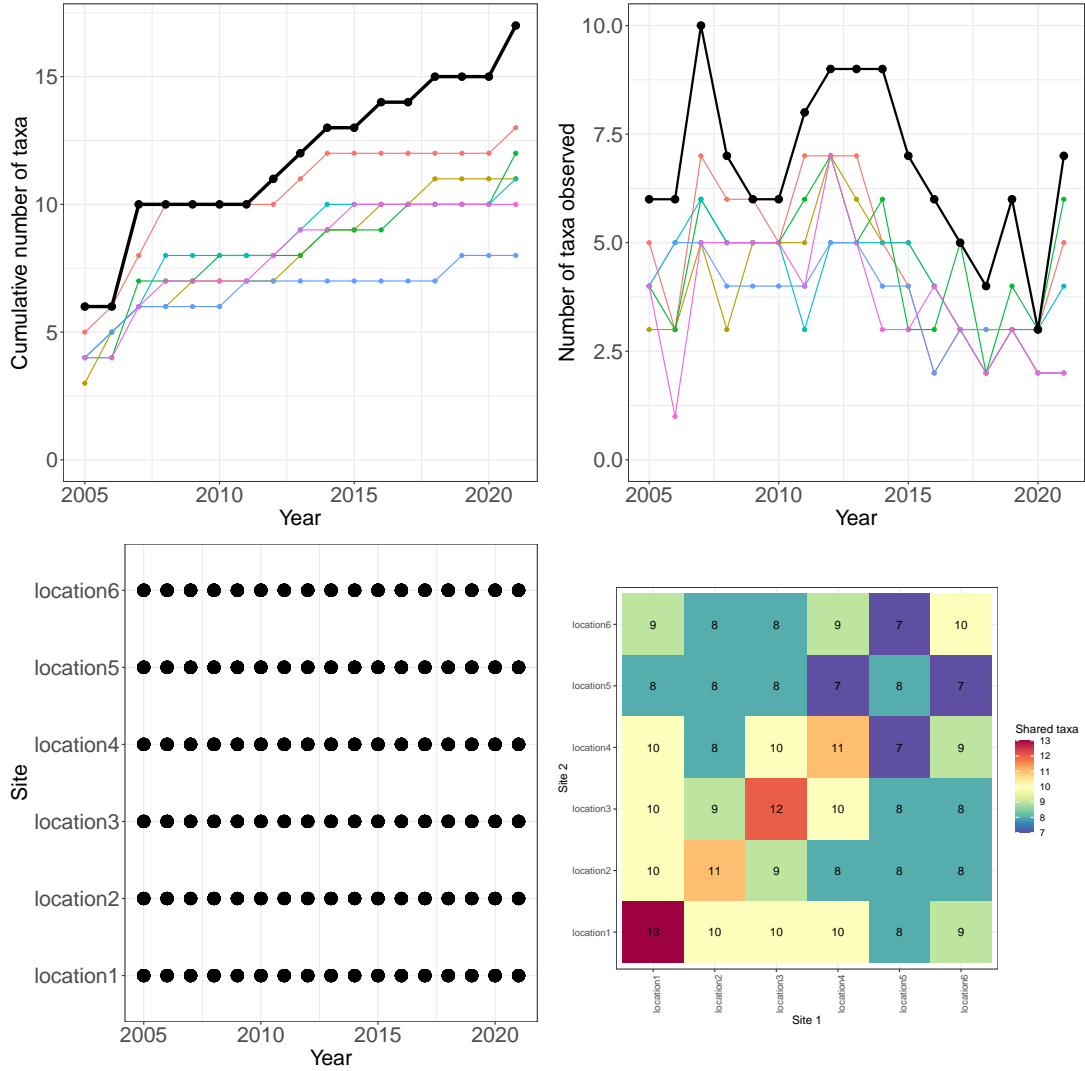 Cumulative number of taxa
15
10
5
0
2005 2010 2015 2020
Year
Number of taxa observed
10.0
7.5
5.0
2.5
0.0
2005 2010 2015 2020
Year
Site
location6
location5
location4
location3
location2
location1
2005 2010 2015 2020
Year
Site 2
location6 9 8 8 9 7 10
location5 8 8 8 7 8 7
location4 10 8 10 11 7 9
location3 10 9 12 10 8 8
location2 10 11 9 8 8 8
location1 13 10 10 10 8 9
location1 location2 location3 location4 location5 location6
Site 1
Shared taxa
13
11
10
9
8
7